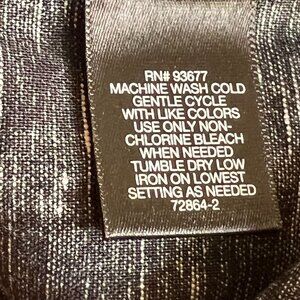 RN# 93677
MACHINE WASH COLD
GENTLE CYCLE
WITH LIKE COLORS
USE ONLY NON-
CHLORINE BLEACH
WHEN NEEDED
TUMBLE DRY LOW
IRON ON LOWEST
SETTING AS NEEDED
72864-2